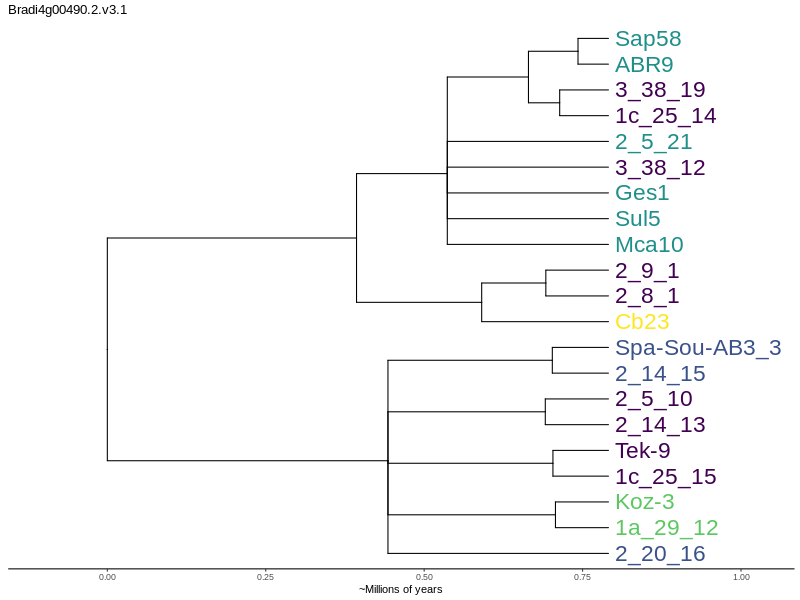 Bradi4g00490.2.v3.1
Sap58
ABR9
3_38_19
1c_25_14
2_5_21
3_38_12
Ges1
Sul5
Mca10
2_9_1
2_8_1
Cb23
Spa-Sou-AB3_3
2_14_15
2_5_10
2_14_13
Tek-9
1c_25_15
Koz-3
1a_29_12
2_20_16
0.00 0.25 0.50 0.75 1.00
~Millions of years